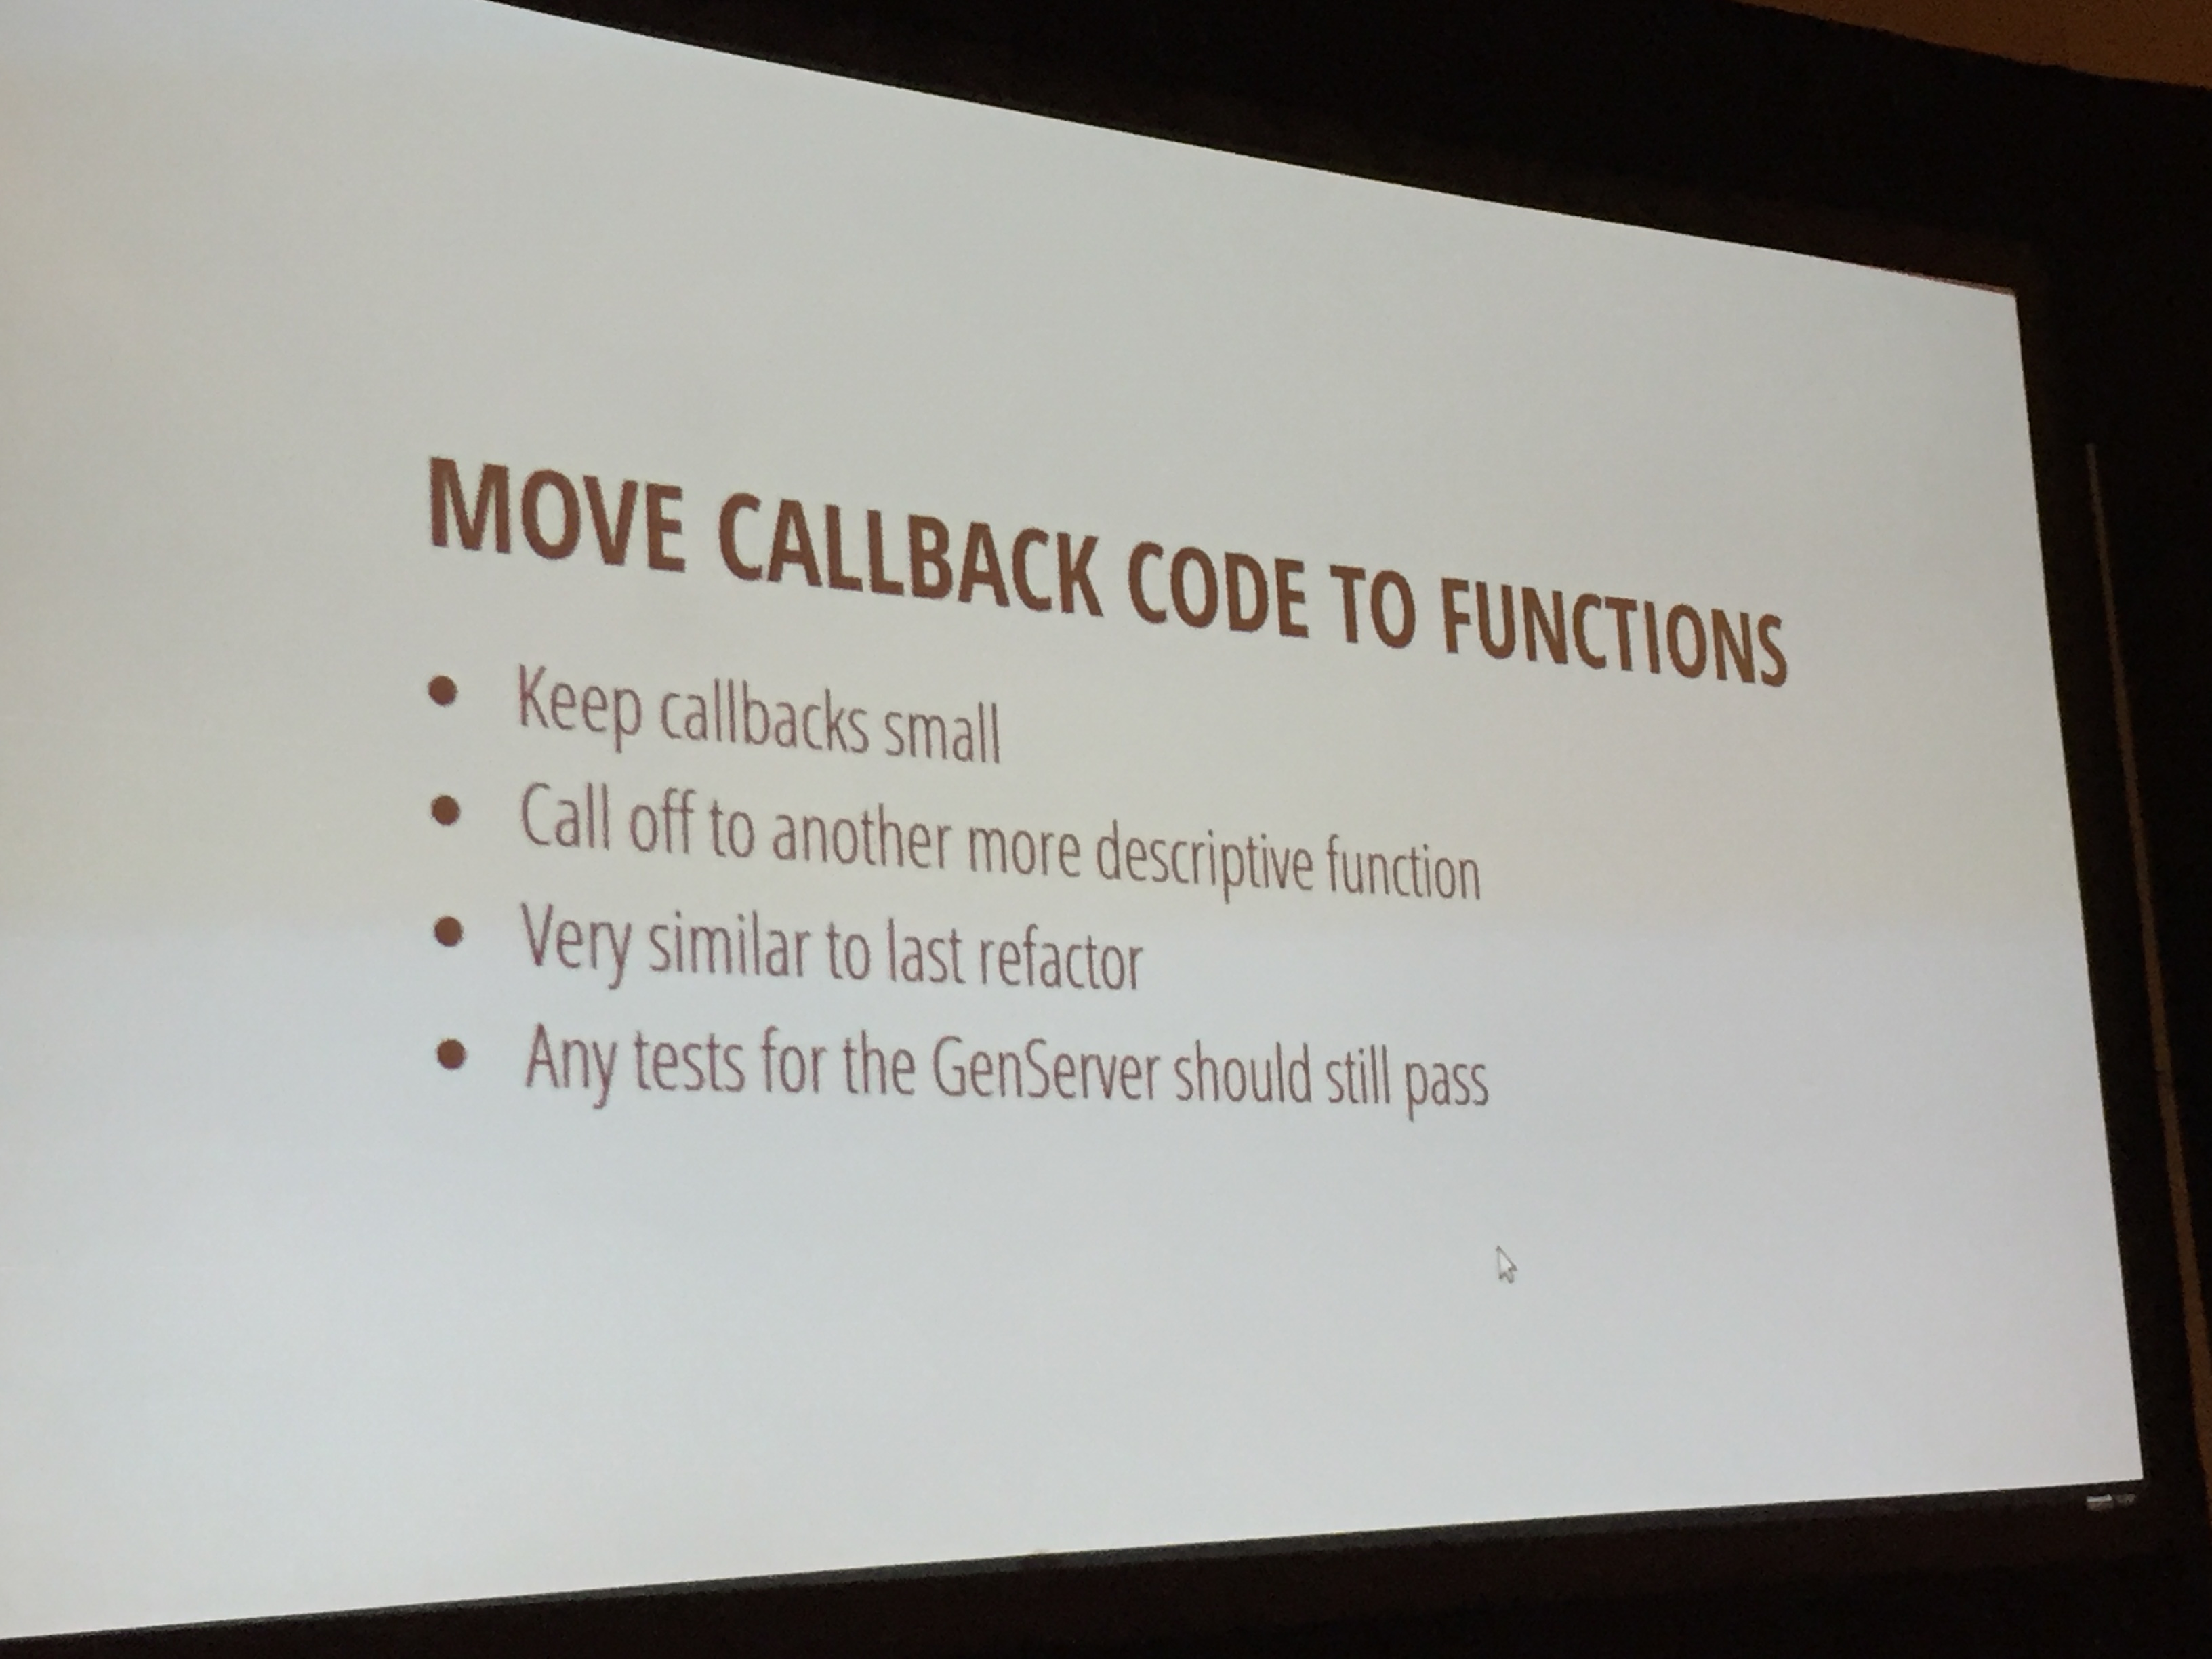 MOVE CALLBACK CODE TO FUNCTIONS
• Keep callbacks small
• Call off to another more descriptive function
• Very similar to last refactor
• Any tests for the GenServer should still pass